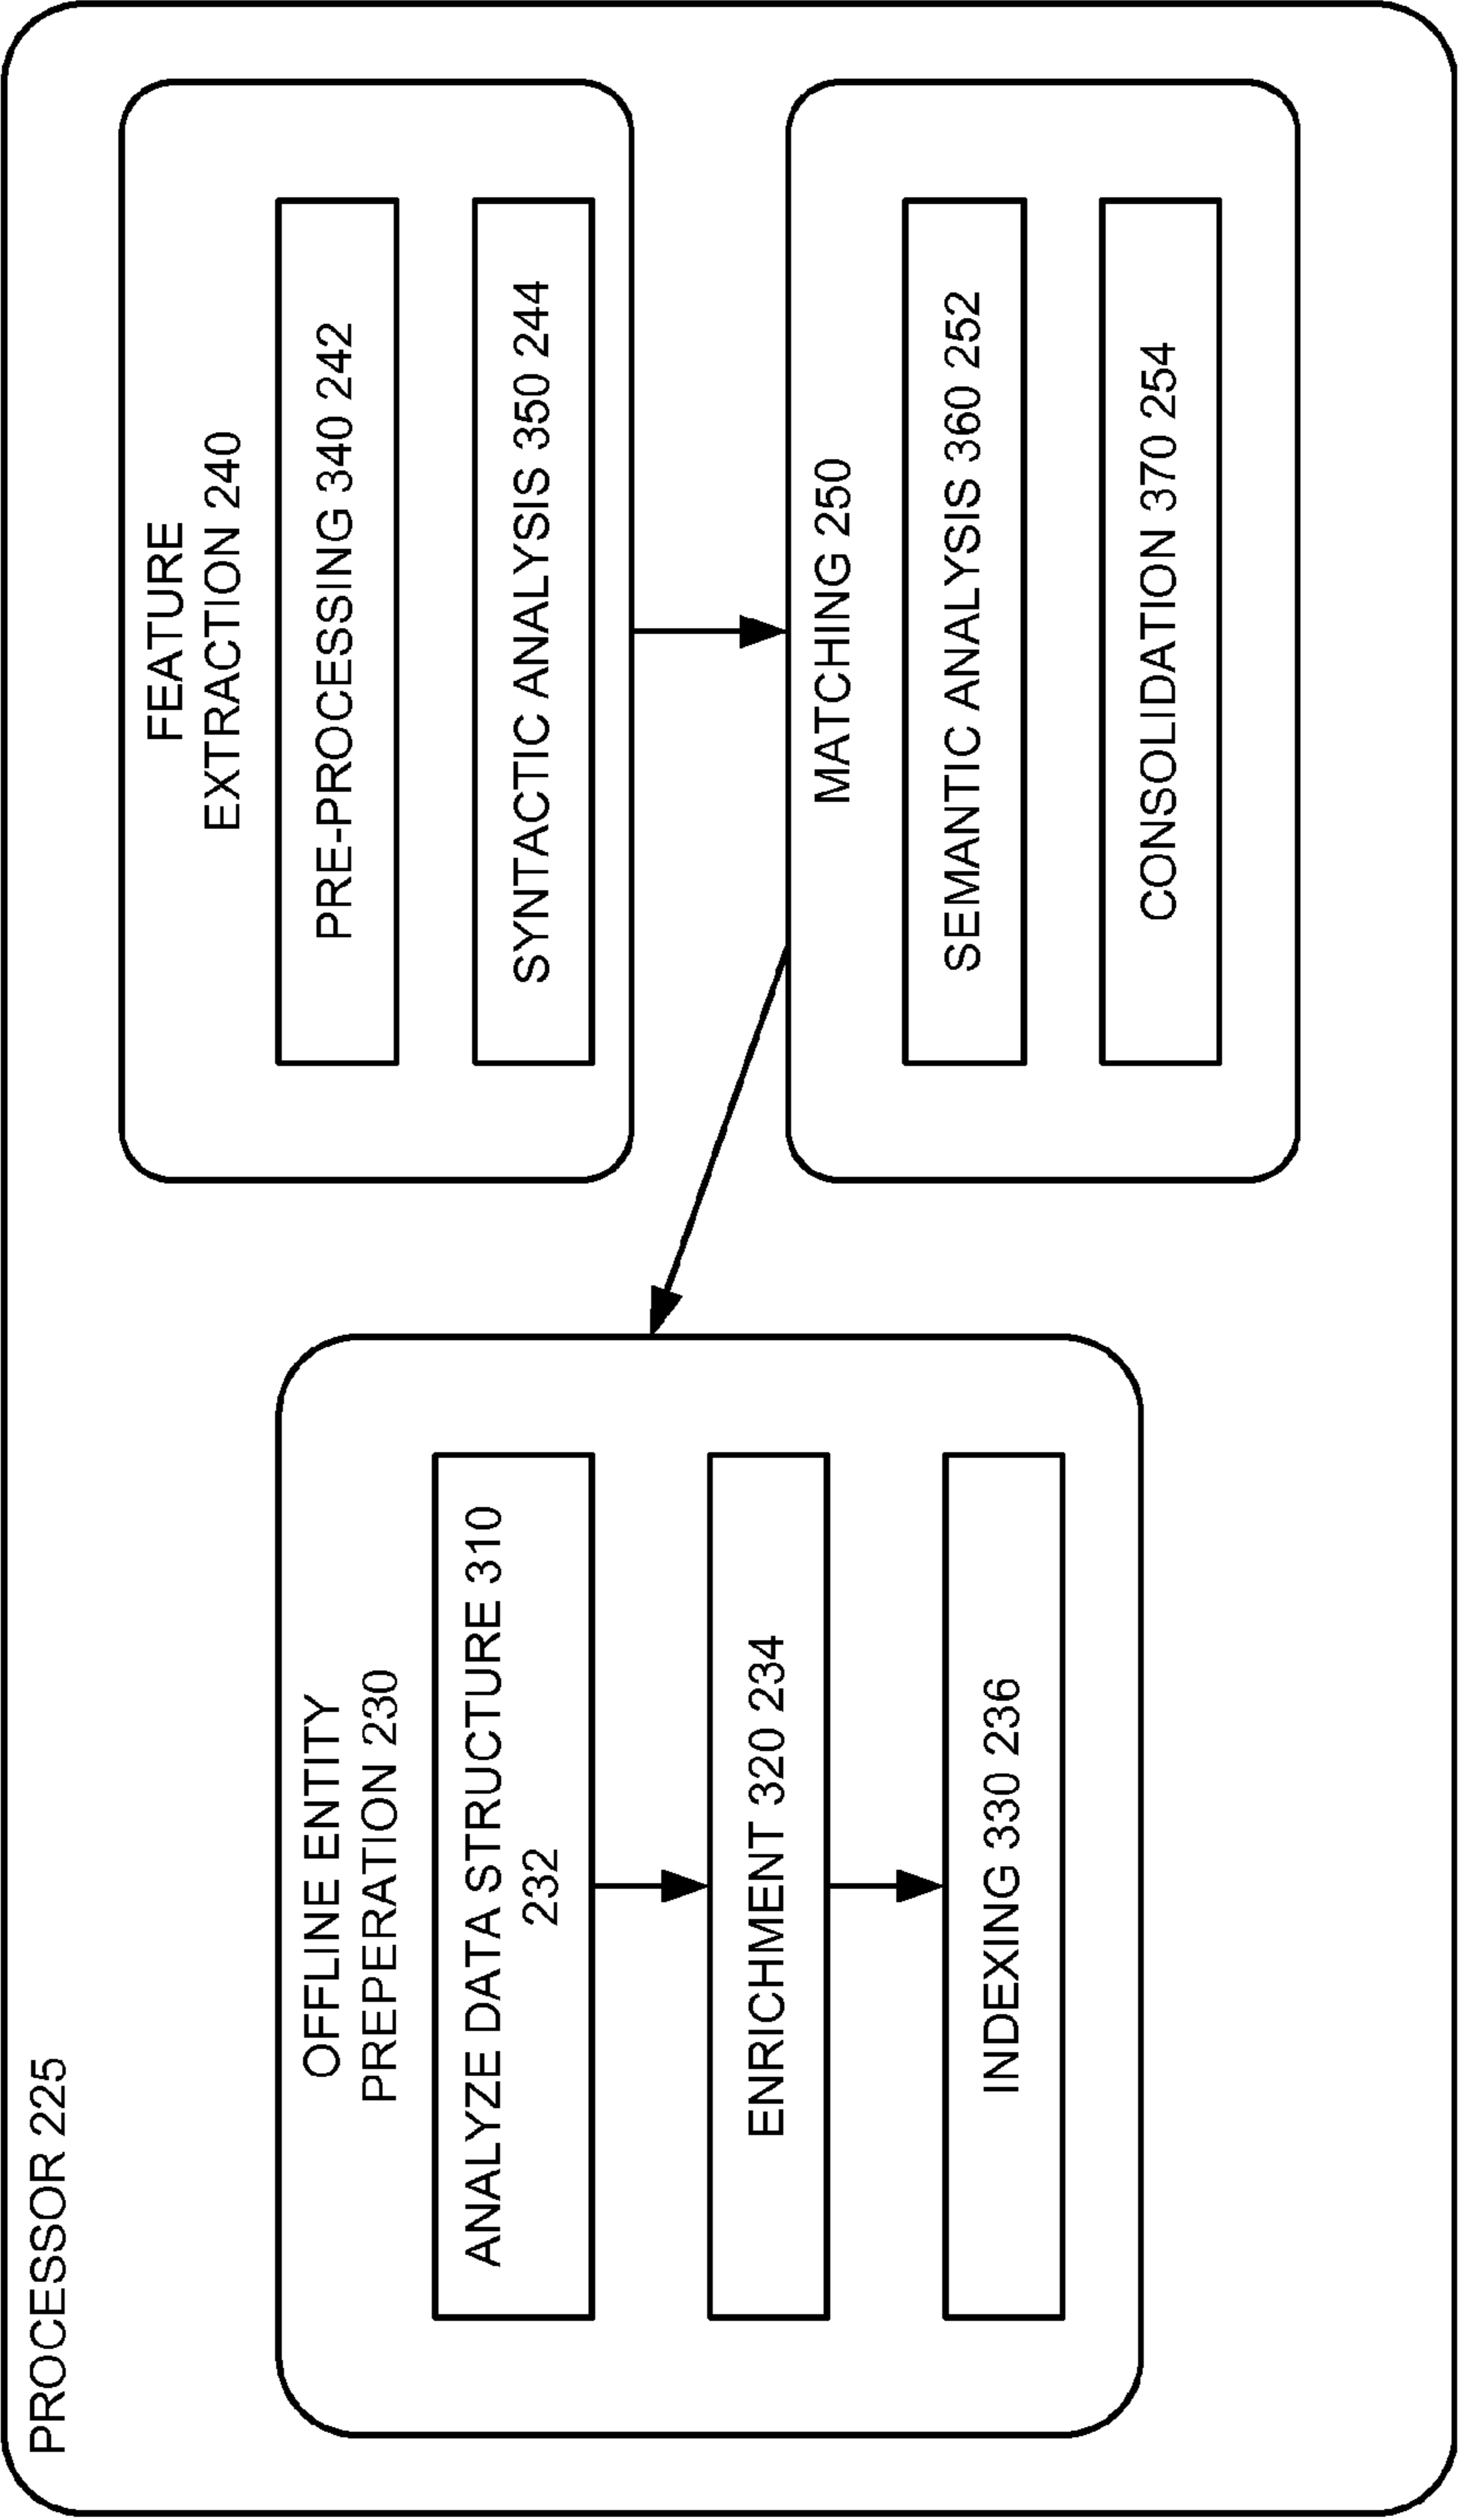 PROCESSOR 225
OFFLINE ENTITY
PREPERATION 230
ANALYZE DATA STRUCTURE 310
232
ENRICHMENT 320 234
INDEXING 330 236
FEATURE
EXTRACTION 240
PRE-PROCESSING 340 242
SYNTACTIC ANALYSIS 350 244
MATCHING 250
SEMANTIC ANALYSIS 360 252
CONSOLIDATION 370 254